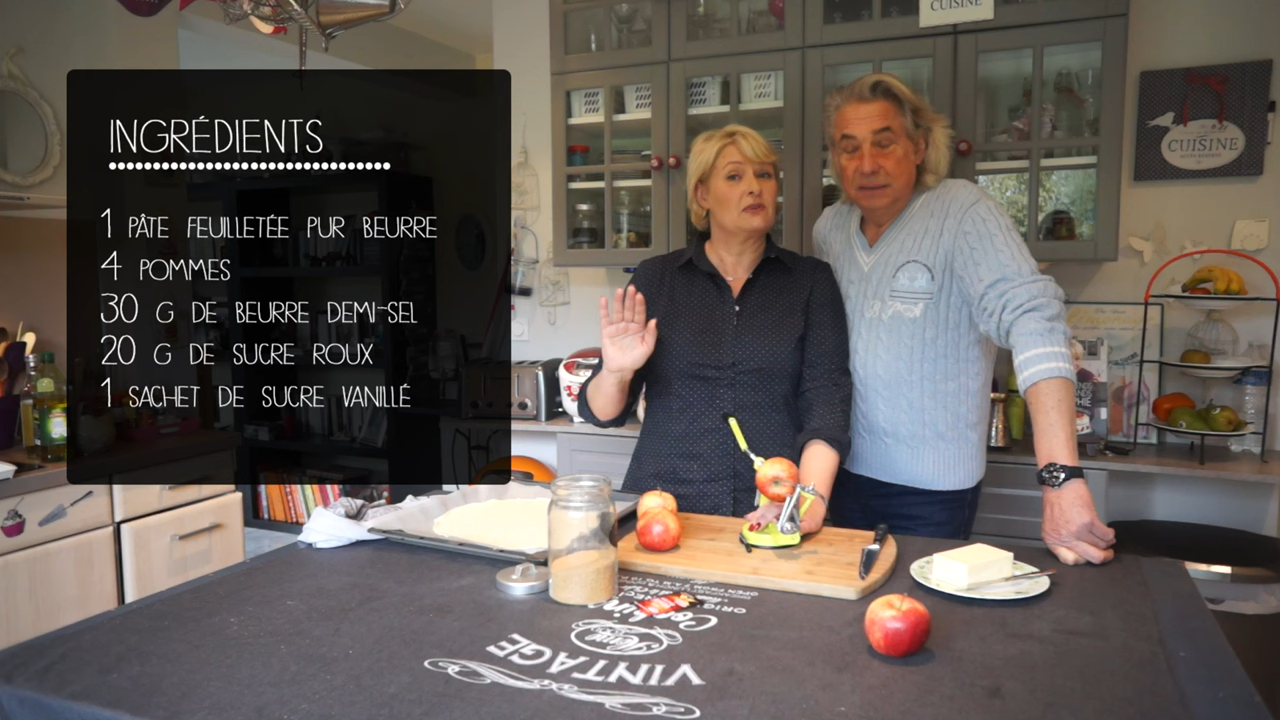 INGRÉDIENTS
1 PÂTE FEUILLETÉE PUR BEURRE
4 POMMES
30 G DE BEURRE DEMI-SEL
20 G DE SUCRE ROUX
1 SACHET DE SUCRE VANILLÉ
CUISINE
CUISINE
VINTAGE